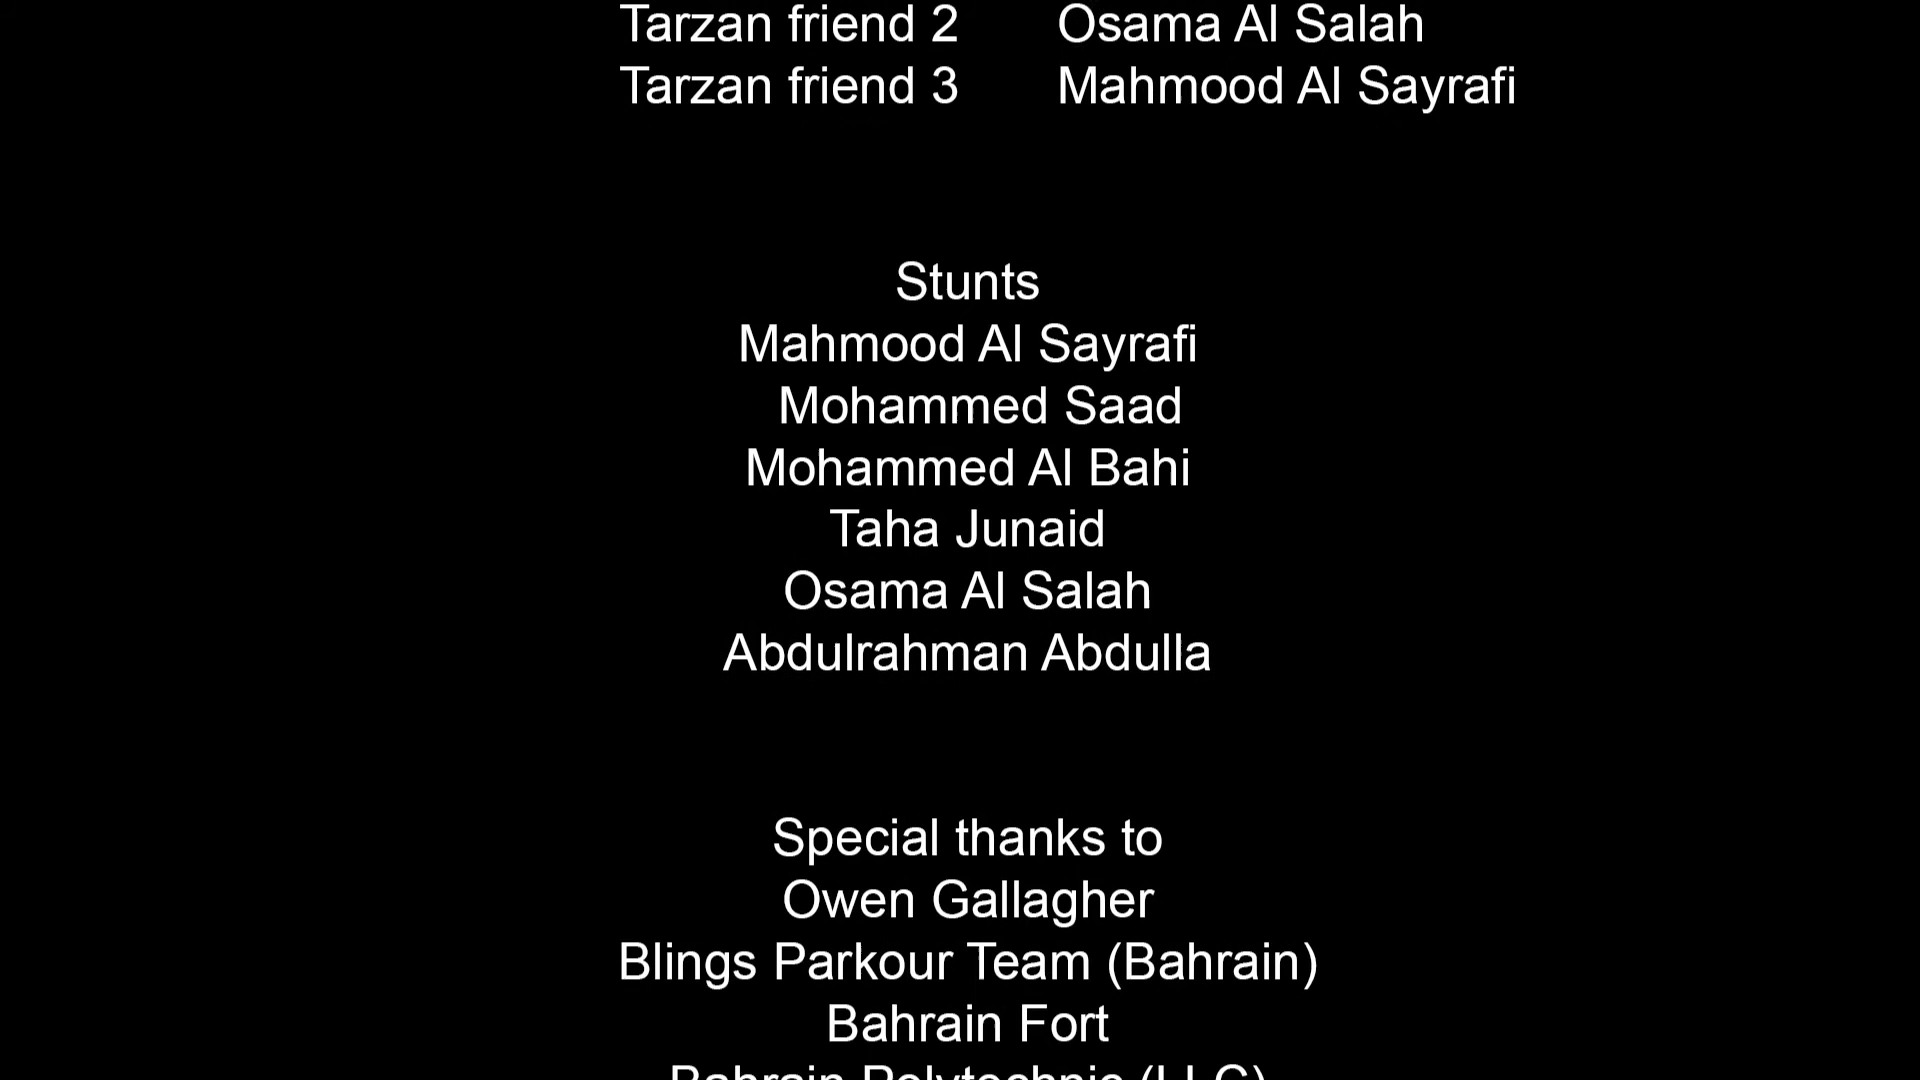 Tarzan friend 2 Osama Al Salah
Tarzan friend 3 Mahmood Al Sayrafi
Stunts
Mahmood Al Sayrafi
Mohammed Saad
Mohammed Al Bahi
Taha Junaid
Osama Al Salah
Abdulrahman Abdulla
Special thanks to
Owen Gallagher
Blings Parkour Team (Bahrain)
Bahrain Fort
Bahrain Polytechnic